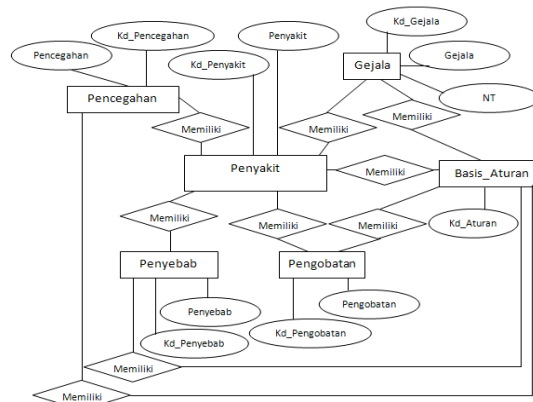 Kd_Gejala
Kd_Pencegahan
Penyakit
Pencegahan
Gejala
Kd_Penyakit
Gejala
NT
Pencegahan
Memiliki
Memiliki
Memiliki
Penyakit
Memiliki
Basis_Aturan
Memiliki
Memiliki
Memiliki
Kd_Aturan
Penyebab
Pengobatan
Penyebab
Pengobatan
Kd_Pengobatan
Kd_Penyebab
Memiliki
Memiliki